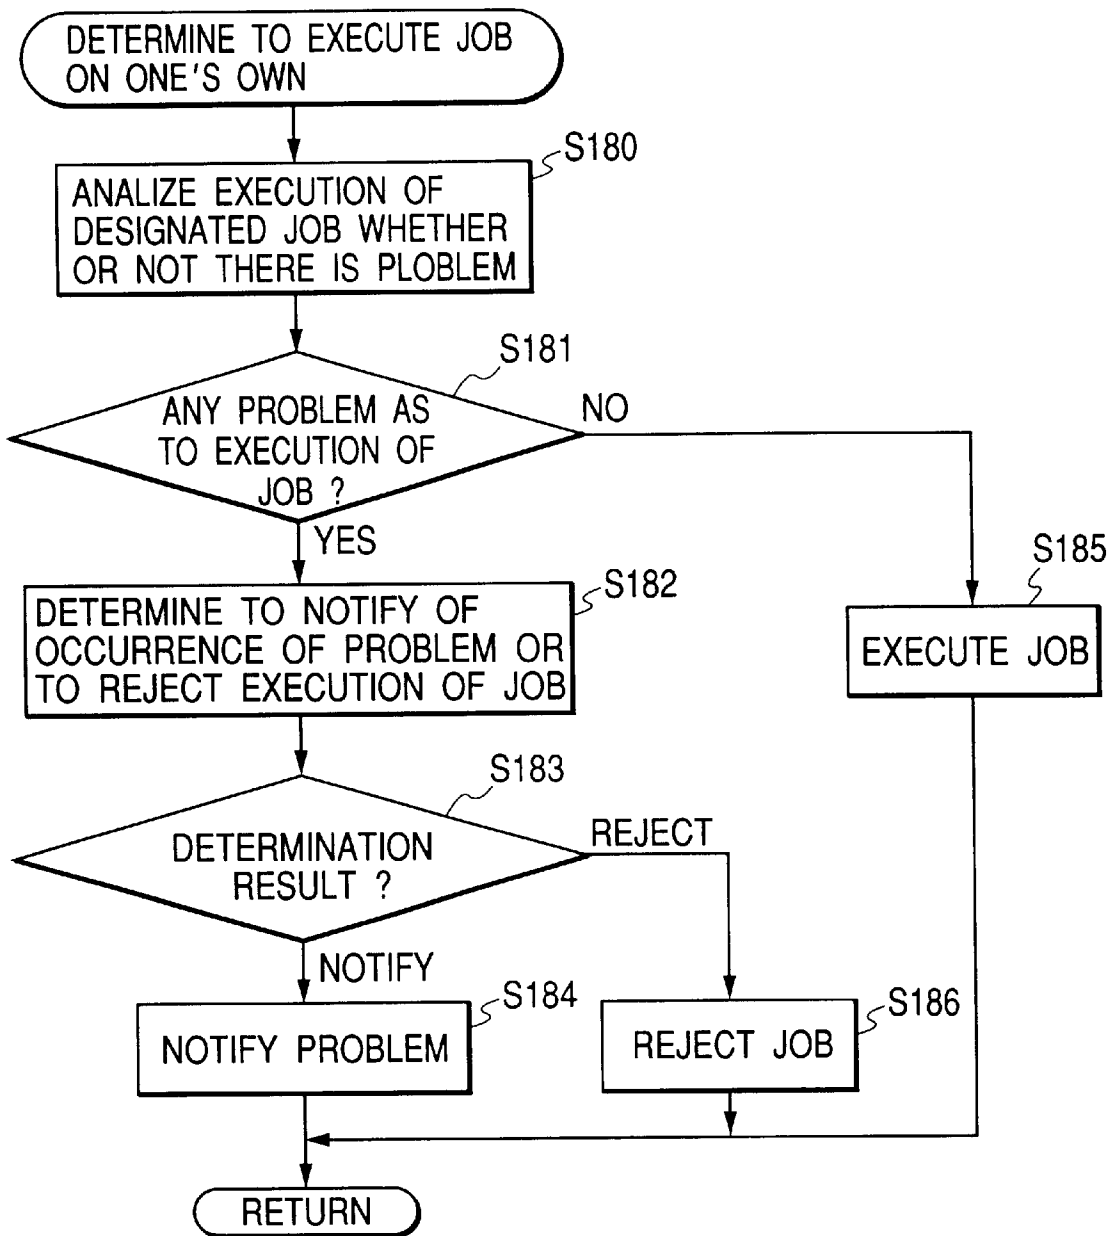 DETERMINE TO EXECUTE JOB
ON ONE'S OWN
S180
ANALIZE EXECUTION OF
DESIGNATED JOB WHETHER
OR NOT THERE IS PLOBLEM
S181
ANY PROBLEM AS
TO EXECUTION OF
JOB ?
NO
YES
S182
DETERMINE TO NOTIFY OF
OCCURRENCE OF PROBLEM OR
TO REJECT EXECUTION OF JOB
S185
EXECUTE JOB
S183
DETERMINATION
RESULT ?
REJECT
NOTIFY
S184
NOTIFY PROBLEM
S186
REJECT JOB
RETURN